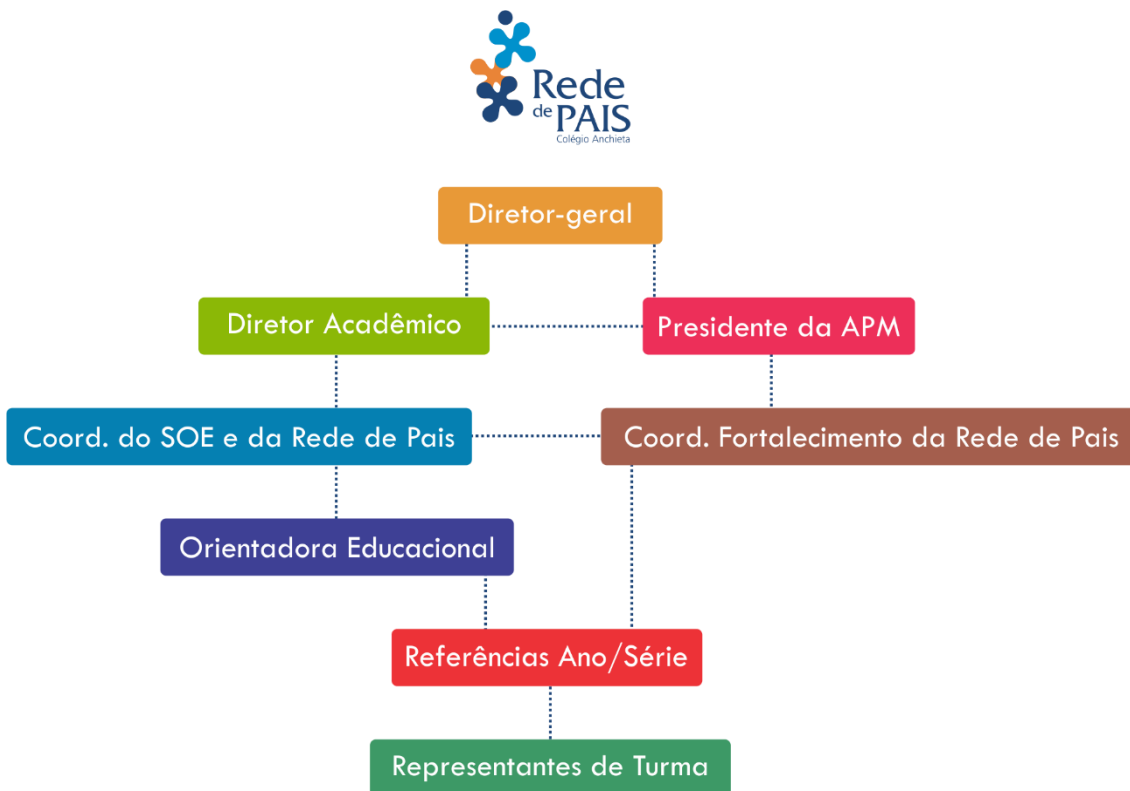 Rede
de PAIS
Colégio Anchieta
Diretor-geral
Diretor Acadêmico
Presidente da APM
Coord. do SOE e da Rede de Pais
Coord. Fortalecimento da Rede de Pais
Orientadora Educacional
Referências Ano/Série
Representantes de Turma